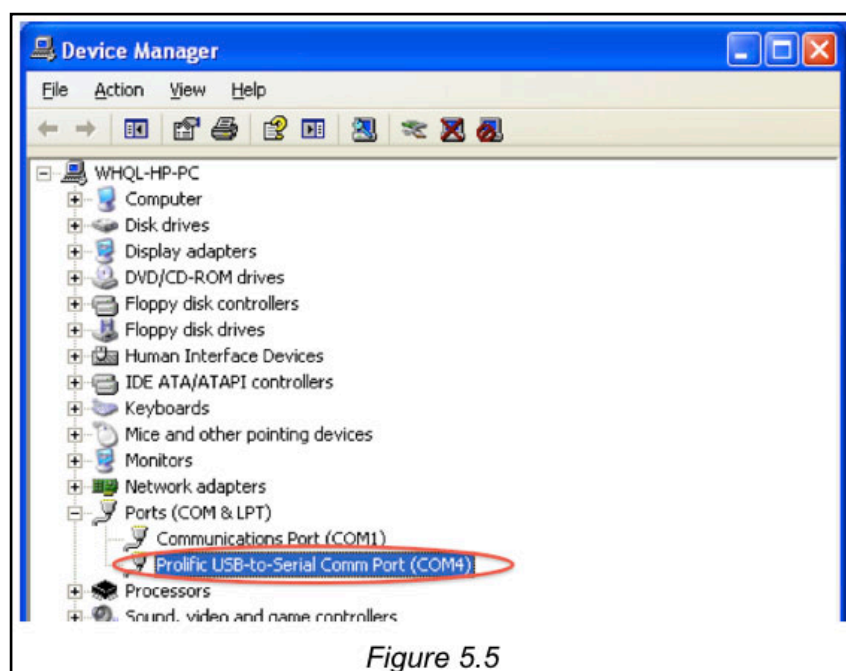 Device Manager
File Action View Help
WHQL-HP-PC
Computer
Disk drives
Display adapters
DVD/CD-ROM drives
Floppy disk controllers
Floppy disk drives
Human Interface Devices
IDE ATA/ATAPI controllers
Keyboards
Mice and other pointing devices
Monitors
Network adapters
Ports (COM & LPT)
Communications Port (COM1)
Prolific USB-to-Serial Comm Port (COM4)
Processors
Sound, video and game controllers
Figure 5.5